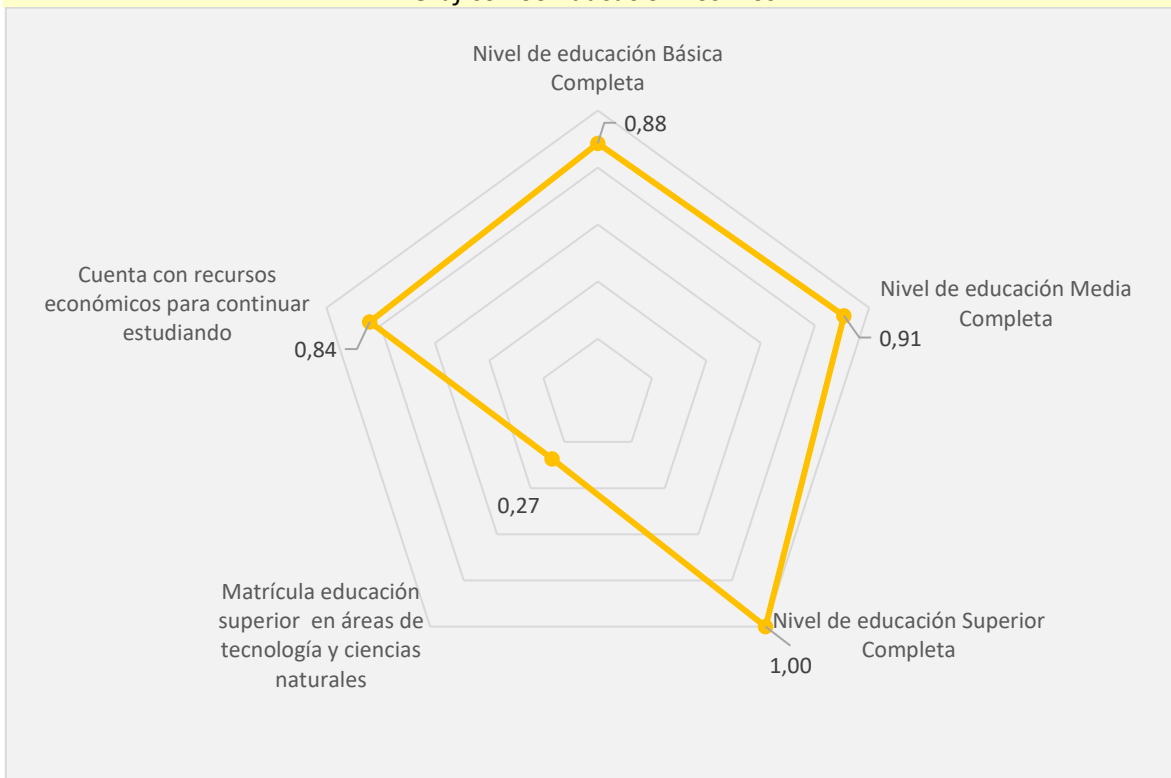 Nivel de educación Básica
Completa
0,88
Nivel de educación Media
Completa
0,91
Nivel de educación Superior
Completa
1,00
Matrícula educación
superior en áreas de
tecnología y ciencias
naturales
0,27
Cuenta con recursos
económicos para continuar
estudiando
0,84